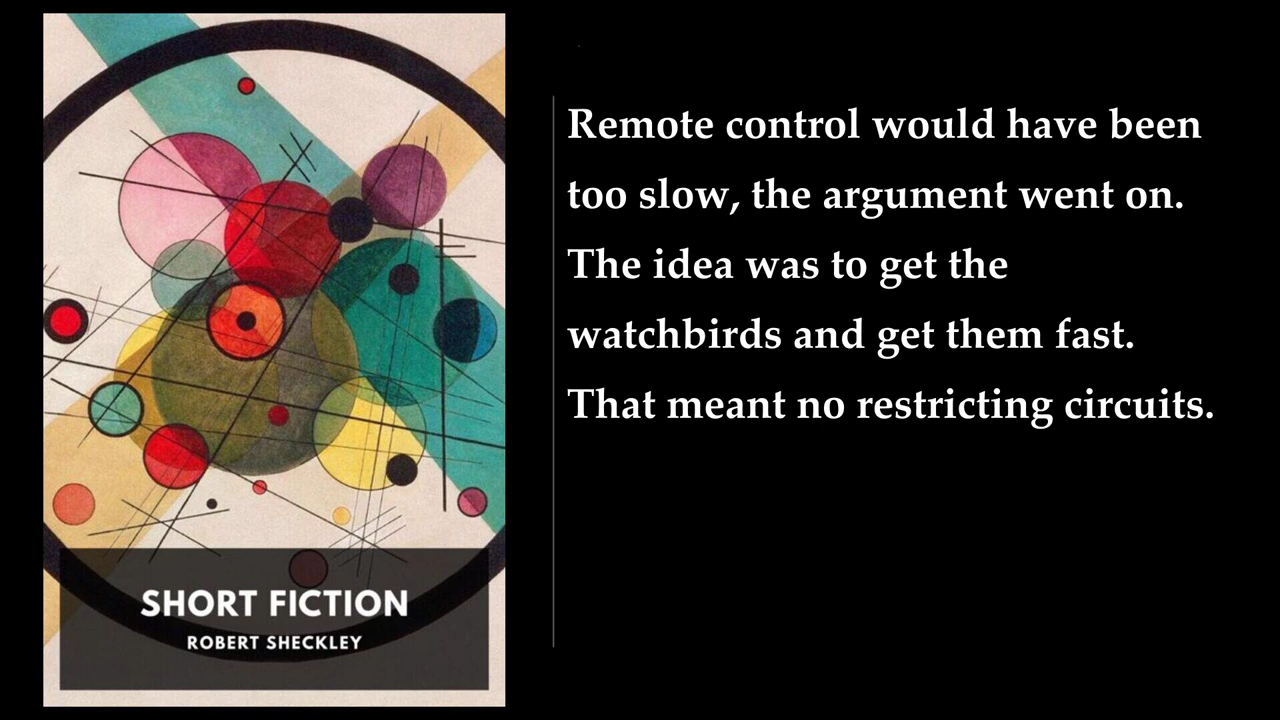 Remote control would have been
too slow, the argument went on.
The idea was to get the
watchbirds and get them fast.
That meant no restricting circuits.
SHORT FICTION
ROBERT SHECKLEY